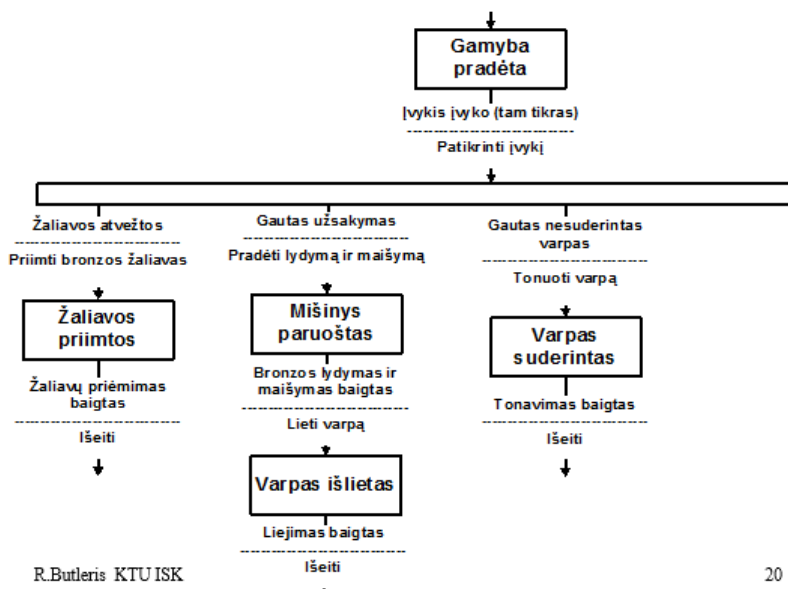 Gamyba
pradėta
Įvykis įvyko (tam tikras)
Patikrinti įvykį
Žaliavos atvežtos
Priimti bronzos žaliavas
Žaliavos
priimtos
Žaliavų priėmimas
baigtas
Išeiti
Gautas užsakymas
Pradėti lydymą ir maišymą
Mišinys
paruoštas
Bronzos lydymas ir
maišymas baigtas
Lieti varpą
Varpas išlietas
Liejimas baigtas
Išeiti
Gautas nesuderintas
varpas
Tonuoti varpą
Varpas
suderintas
Tonavimas baigtas
Išeiti
R.Butleris KTU ISK
20